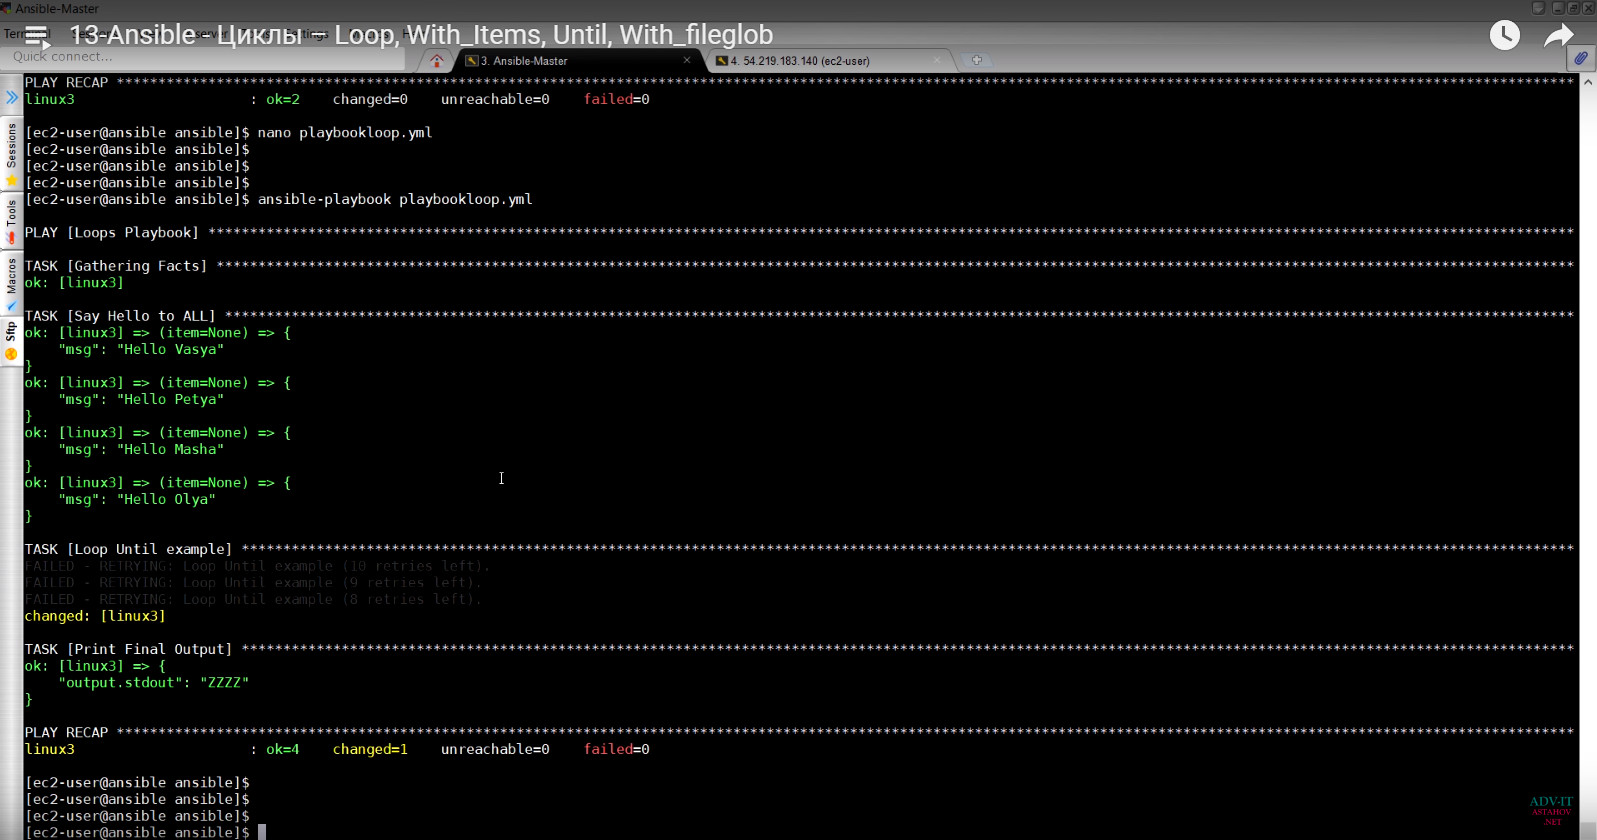 Ansible-Master
13-Ansible - Циклы – Loop, With_Items, Until, With_fileglob
Quick connect...
3. Ansible-Master
4. 54.219.183.140 (ec2-user)
Sessions
Tools
Macros
Sftp
PLAY RECAP ****************************************************************************************************************************************************************
linux3 : ok=2 changed=0 unreachable=0 failed=0
[ec2-user@ansible ansible]$ nano playbookloop.yml
[ec2-user@ansible ansible]$
[ec2-user@ansible ansible]$
[ec2-user@ansible ansible]$
[ec2-user@ansible ansible]$ ansible-playbook playbookloop.yml
PLAY [Loops Playbook] ****************************************************************************************************************************************************
TASK [Gathering Facts] ***************************************************************************************************************************************************
ok: [linux3]
TASK [Say Hello to ALL] **************************************************************************************************************************************************
ok: [linux3] => (item=None) => {
"msg": "Hello Vasya"
}
ok: [linux3] => (item=None) => {
"msg": "Hello Petya"
}
ok: [linux3] => (item=None) => {
"msg": "Hello Masha"
}
ok: [linux3] => (item=None) => {
"msg": "Hello Olya"
}
TASK [Loop Until example] ************************************************************************************************************************************************
FAILED - RETRYING: Loop Until example (10 retries left).
FAILED - RETRYING: Loop Until example (9 retries left).
FAILED - RETRYING: Loop Until example (8 retries left).
changed: [linux3]
TASK [Print Final Output] ************************************************************************************************************************************************
ok: [linux3] => {
"output.stdout": "ZZZZ"
}
PLAY RECAP ****************************************************************************************************************************************************************
linux3 : ok=4 changed=1 unreachable=0 failed=0
[ec2-user@ansible ansible]$
[ec2-user@ansible ansible]$
[ec2-user@ansible ansible]$
[ec2-user@ansible ansible]$
ADV-IT
ASTAHOV
.NET